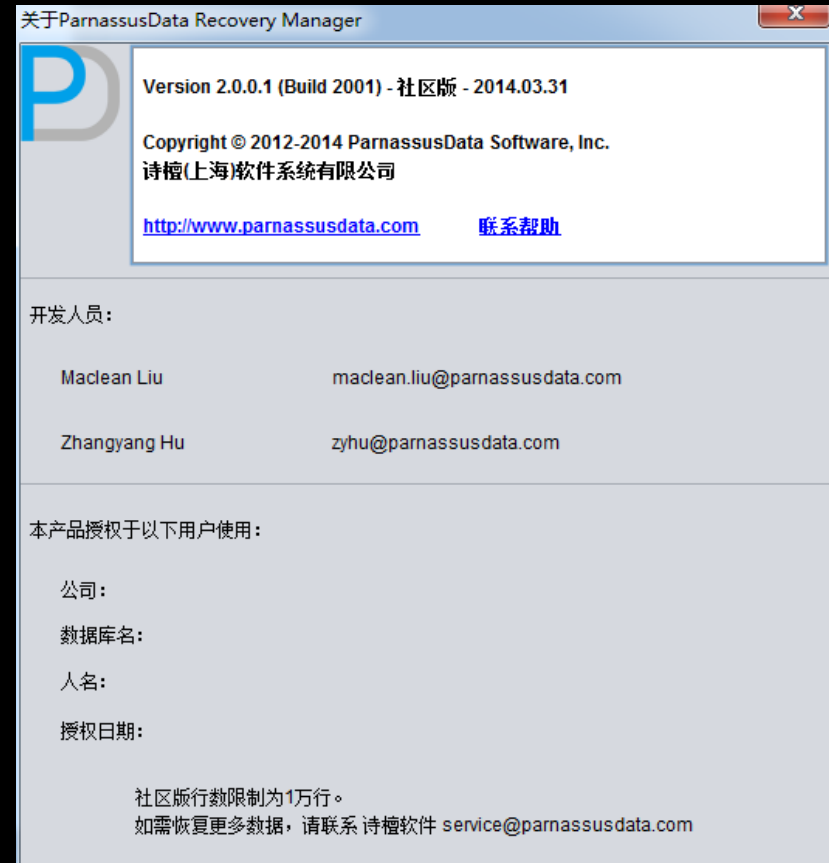 关于ParnassusData Recovery Manager
PD
Version 2.0.0.1 (Build 2001) - 社区版 - 2014.03.31
Copyright © 2012-2014 ParnassusData Software, Inc.
诗檀(上海)软件系统有限公司
http://www.parnassusdata.com 联系帮助
开发人员：
Maclean Liu maclean.liu@parnassusdata.com
Zhangyang Hu zyhu@parnassusdata.com
本产品授权于以下用户使用：
公司：
数据库名：
人名：
授权日期：
社区版行数限制为1万行。
如需恢复更多数据，请联系 诗檀软件 service@parnassusdata.com